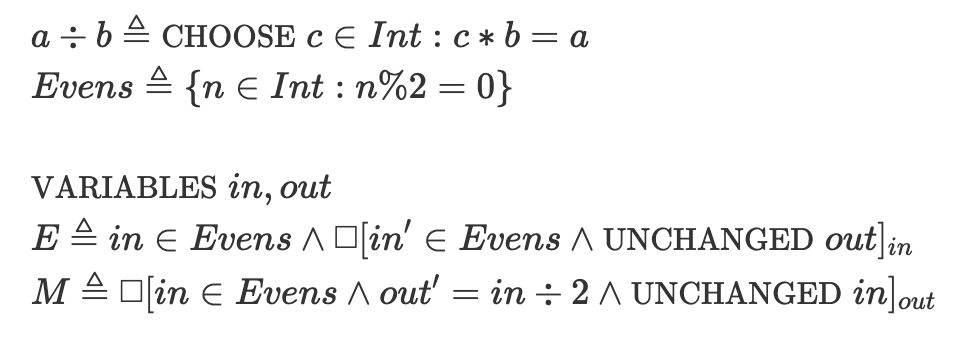 a ÷ b ≜ CHOOSE c ∈ Int : c ∗ b = a
Evens ≜ {n ∈ Int : n%2 = 0}
VARIABLES in, out
E ≜ in ∈ Evens ∧ □[in′ ∈ Evens ∧ UNCHANGED out]_in
M ≜ □[in ∈ Evens ∧ out′ = in ÷ 2 ∧ UNCHANGED in]_out